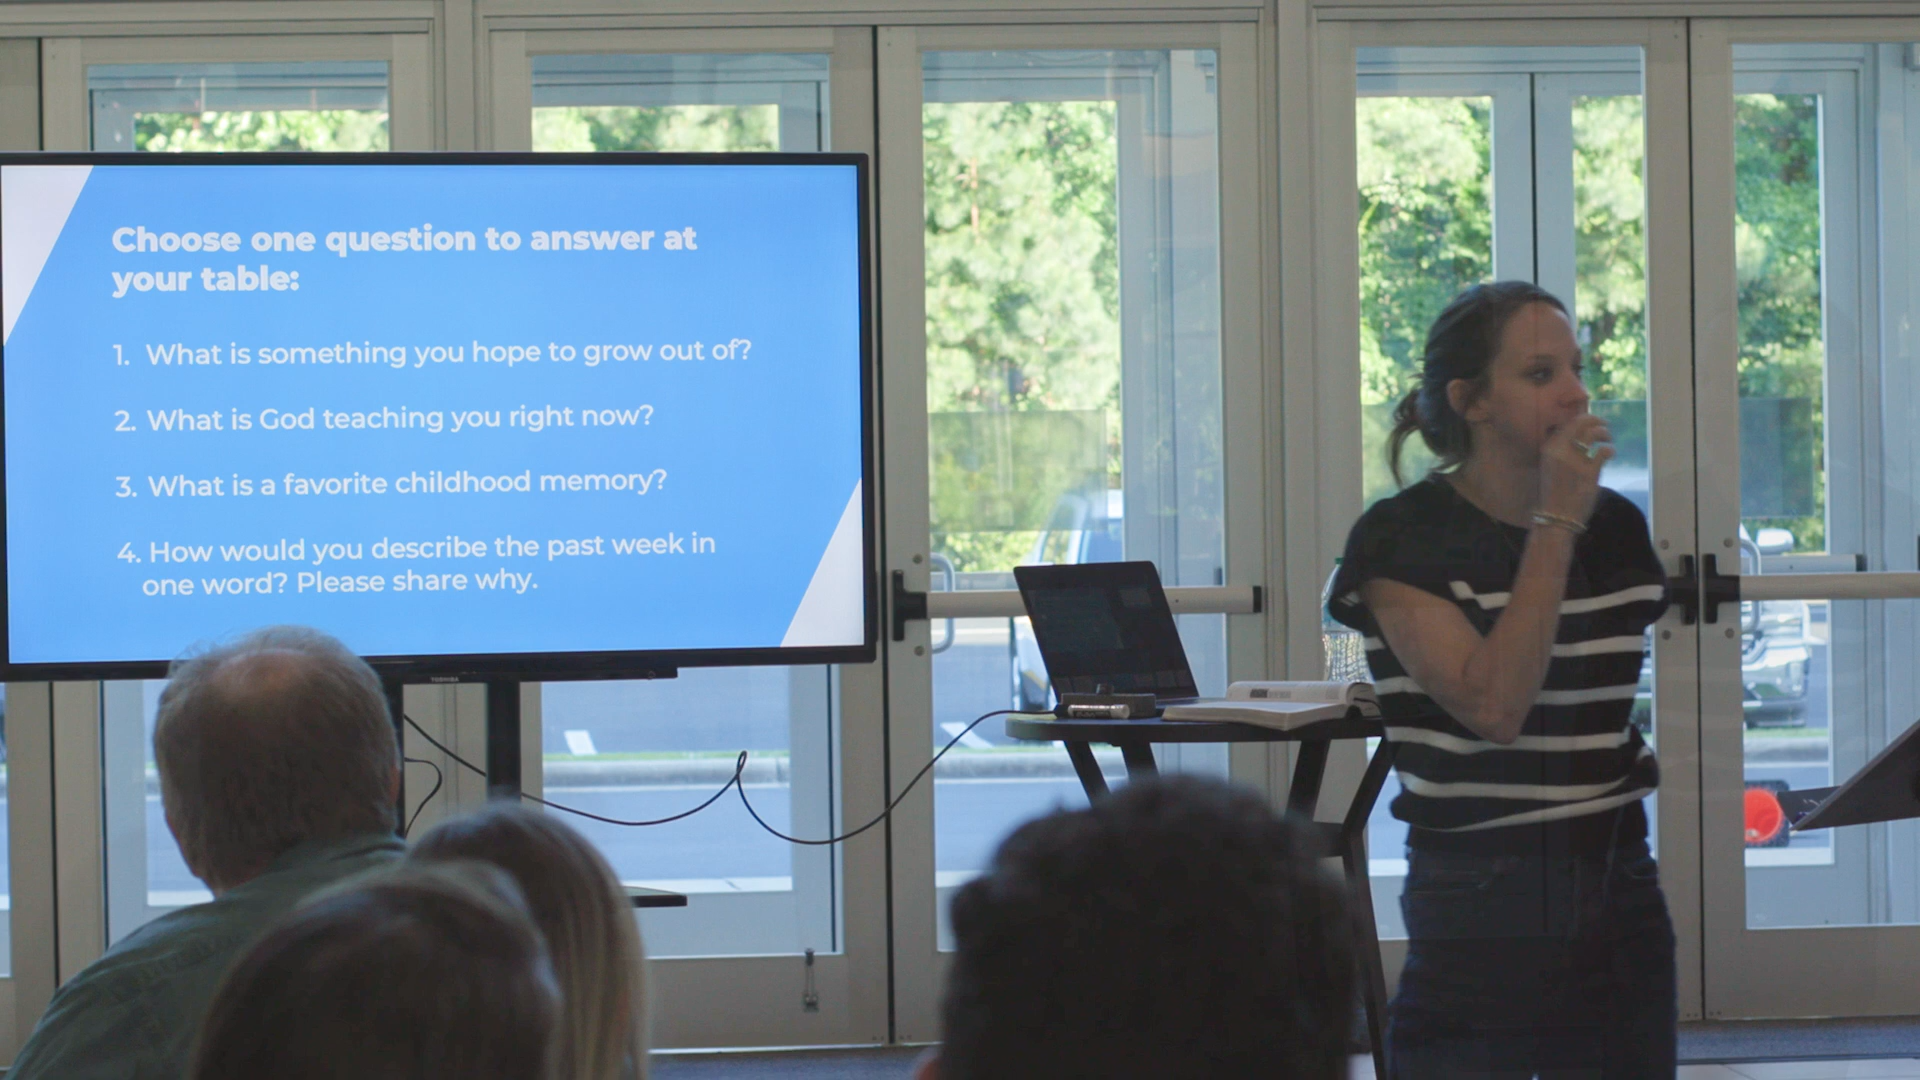 Choose one question to answer at
your table:
1. What is something you hope to grow out of?
2. What is God teaching you right now?
3. What is a favorite childhood memory?
4. How would you describe the past week in
one word? Please share why.
TOSHIBA